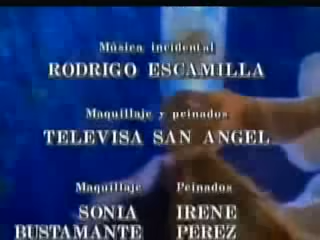 Música incidental
RODRIGO ESCAMILLA
Maquillaje y peinados
TELEVISA SAN ANGEL
Maquillaje Peinados
SONIA IRENE
BUSTAMANTE PEREZ